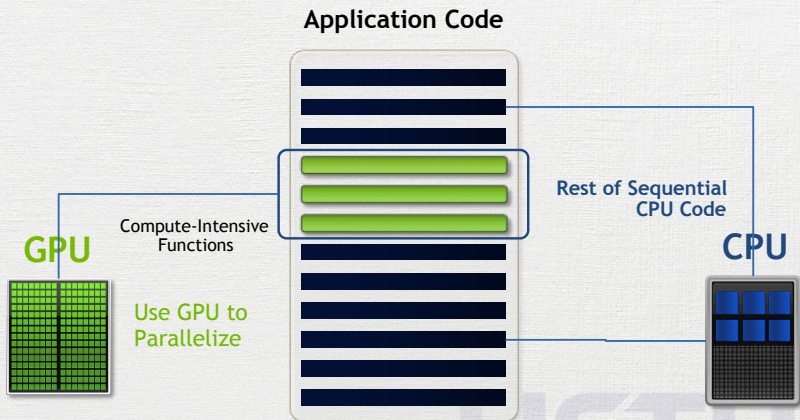 Application Code
Rest of Sequential
CPU Code
Compute-Intensive
Functions
GPU
CPU
Use GPU to
Parallelize